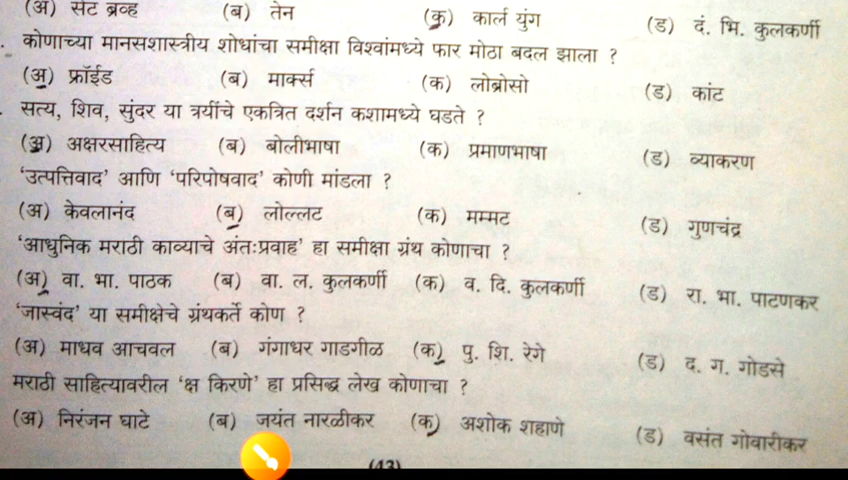 (अ) सेंट ब्रव्ह (ब) तेन (क) कार्ल युंग (ड) दं. भि. कुलकर्णी
कोणाच्या मानसशास्त्रीय शोधांचा समीक्षा विश्वांमध्ये फार मोठा बदल झाला ?
(अ) फ्रॉईड (ब) मार्क्स (क) लोब्रोसो (ड) कांट
सत्य, शिव, सुंदर या त्रयींचे एकत्रित दर्शन कशामध्ये घडते ?
(अ) अक्षरसाहित्य (ब) बोलीभाषा (क) प्रमाणभाषा (ड) व्याकरण
'उत्पत्तिवाद' आणि 'परिपोषवाद' कोणी मांडला ?
(अ) केवलानंद (ब) लोल्लट (क) मम्मट (ड) गुणचंद्र
'आधुनिक मराठी काव्याचे अंतःप्रवाह' हा समीक्षा ग्रंथ कोणाचा ?
(अ) वा. भा. पाठक (ब) वा. ल. कुलकर्णी (क) व. दि. कुलकर्णी (ड) रा. भा. पाटणकर
'जास्वंद' या समीक्षेचे ग्रंथकर्ते कोण ?
(अ) माधव आचवल (ब) गंगाधर गाडगीळ (क) पु. शि. रेगे (ड) द. ग. गोडसे
मराठी साहित्यावरील 'क्ष किरणे' हा प्रसिद्ध लेख कोणाचा ?
(अ) निरंजन घाटे (ब) जयंत नारळीकर (क) अशोक शहाणे (ड) वसंत गोवारीकर
(43)